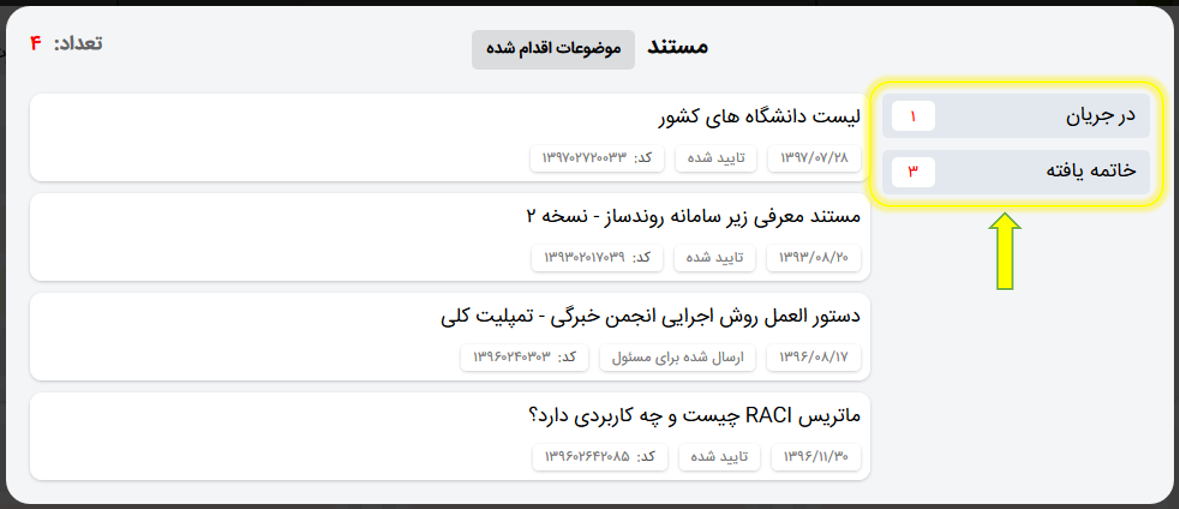 مستند موضوعات اقدام شده
تعداد: ۴
در جریان ۱
خاتمه یافته ۳
لیست دانشگاه های کشور
۱۳۹۷/۰۷/۲۸ تایید شده کد: ۱۳۹۷۰۲۷۲۰۰۳۳
مستند معرفی زیر سامانه روندساز - نسخه ۲
۱۳۹۳/۰۸/۲۰ تایید شده کد: ۱۳۹۳۰۲۰۱۷۰۳۹
دستور العمل روش اجرایی انجمن خبرگی - تمپلیت کلی
۱۳۹۶/۰۸/۱۷ ارسال شده برای مسئول کد: ۱۳۹۶۰۲۴۰۳۰۳
ماتریس RACI چیست و چه کاربردی دارد؟
۱۳۹۶/۱۱/۳۰ تایید شده کد: ۱۳۹۶۰۲۶۴۲۰۸۵